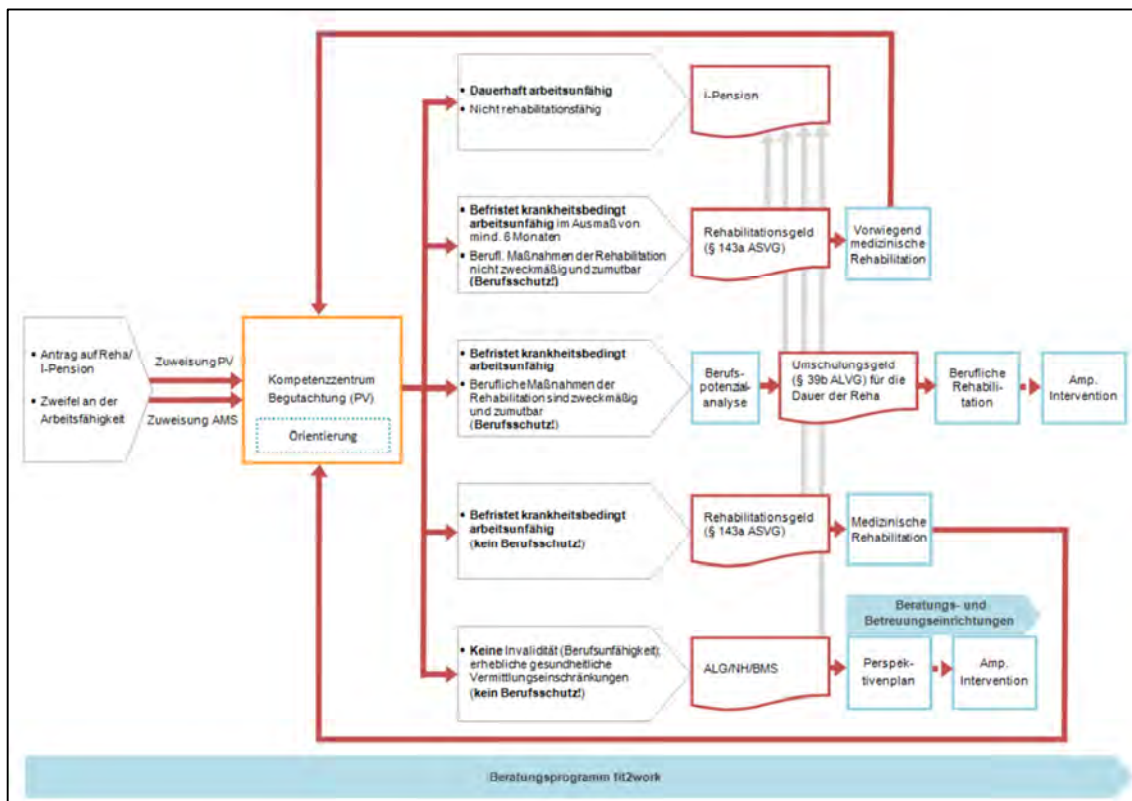 ▪ Dauerhaft arbeitsunfähig
▪ Nicht rehabilitationsfähig
I-Pension
▪ Befristet krankheitsbedingt
arbeitsunfähig im Ausmaß von
mind. 6 Monaten
▪ Berufl. Maßnahmen der Rehabilitation
nicht zweckmäßig und zumutbar
(Berufsschutz!)
Rehabilitationsgeld
(§ 143a ASVG)
Vorwiegend
medizinische
Rehabilitation
▪ Antrag auf Reha/
I-Pension
▪ Zweifel an der
Arbeitsfähigkeit
Zuweisung PV
Zuweisung AMS
Kompetenzzentrum
Begutachtung (PV)
Orientierung
▪ Befristet krankheitsbedingt
arbeitsunfähig
▪ Berufliche Maßnahmen der
Rehabilitation sind zweckmäßig
und zumutbar
(Berufsschutz!)
Berufs-
potenzial-
analyse
Umschulungsgeld
(§ 39b ALVG) für die
Dauer der Reha
Berufliche
Rehabili-
tation
Amp.
Intervention
▪ Befristet krankheitsbedingt
arbeitsunfähig
(kein Berufsschutz!)
Rehabilitationsgeld
(§ 143a ASVG)
Medizinische
Rehabilitation
Beratungs- und
Betreuungseinrichtungen
▪ Keine Invalidität (Berufsunfähigkeit);
erhebliche gesundheitliche
Vermittlungseinschränkungen
(kein Berufsschutz!)
ALG/NH/BMS
Perspek-
tivenplan
Amp.
Intervention
Beratungsprogramm fit2work